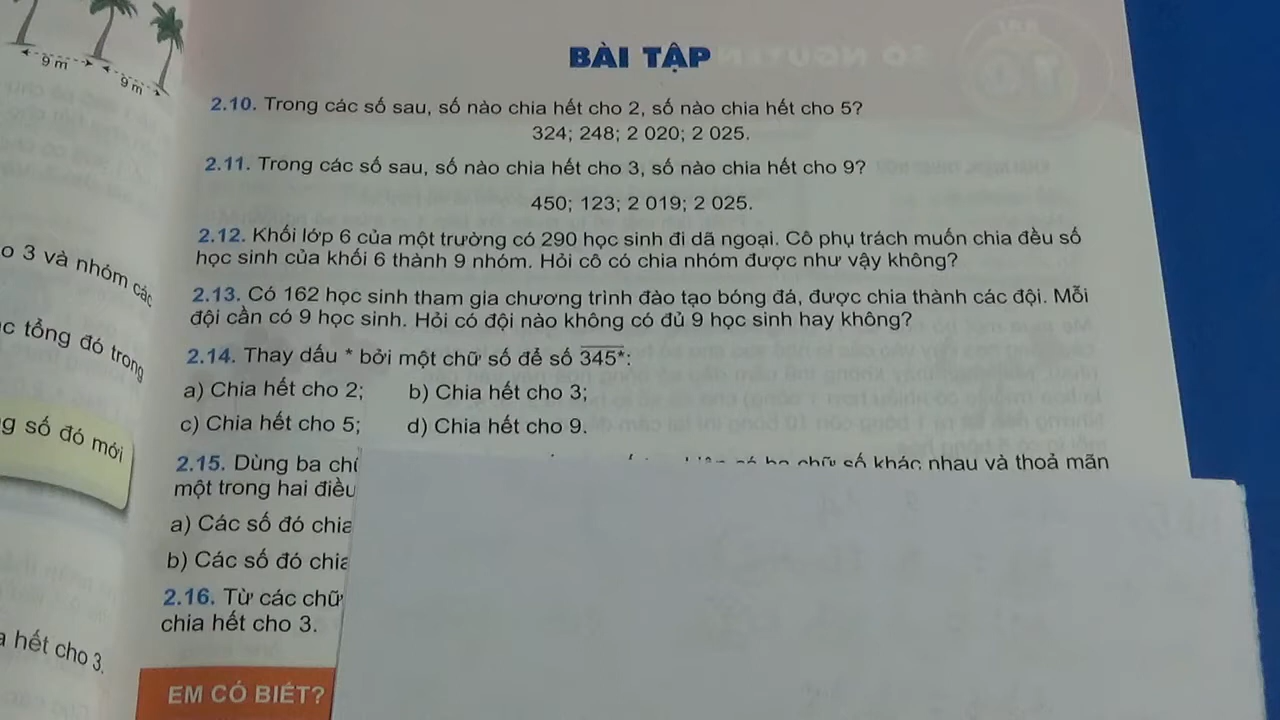 9 m
9 m
BÀI TẬP
2.10. Trong các số sau, số nào chia hết cho 2, số nào chia hết cho 5?
324; 248; 2 020; 2 025.
2.11. Trong các số sau, số nào chia hết cho 3, số nào chia hết cho 9?
450; 123; 2 019; 2 025.
2.12. Khối lớp 6 của một trường có 290 học sinh đi dã ngoại. Cô phụ trách muốn chia đều số
học sinh của khối 6 thành 9 nhóm. Hỏi cô có chia nhóm được như vậy không?
2.13. Có 162 học sinh tham gia chương trình đào tạo bóng đá, được chia thành các đội. Mỗi
đội cần có 9 học sinh. Hỏi có đội nào không có đủ 9 học sinh hay không?
2.14. Thay dấu * bởi một chữ số để số 345*:
a) Chia hết cho 2; b) Chia hết cho 3;
c) Chia hết cho 5; d) Chia hết cho 9.
2.15. Dùng ba số khác nhau và thoả mãn
một trong hai điều
a) Các số đó chia
b) Các số đó chia
2.16. Từ các chữ
chia hết cho 3.
EM CÓ BIẾT?
o 3 và nhóm các
c tổng đó trong
g số đó mới
a hết cho 3.